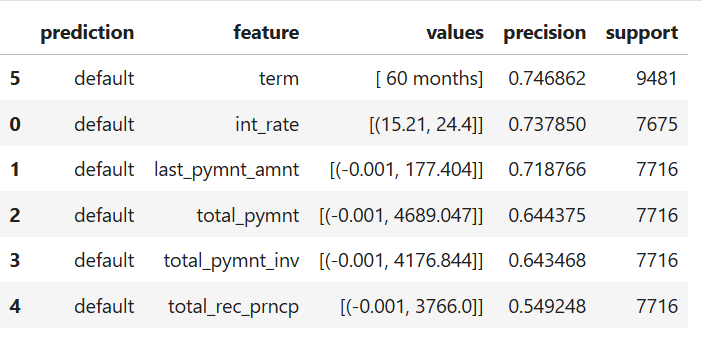 prediction feature values precision support
5 default term [ 60 months] 0.746862 9481
0 default int_rate [(15.21, 24.4]] 0.737850 7675
1 default last_pymnt_amnt [(-0.001, 177.404]] 0.718766 7716
2 default total_pymnt [(-0.001, 4689.047]] 0.644375 7716
3 default total_pymnt_inv [(-0.001, 4176.844]] 0.643468 7716
4 default total_rec_prncp [(-0.001, 3766.0]] 0.549248 7716